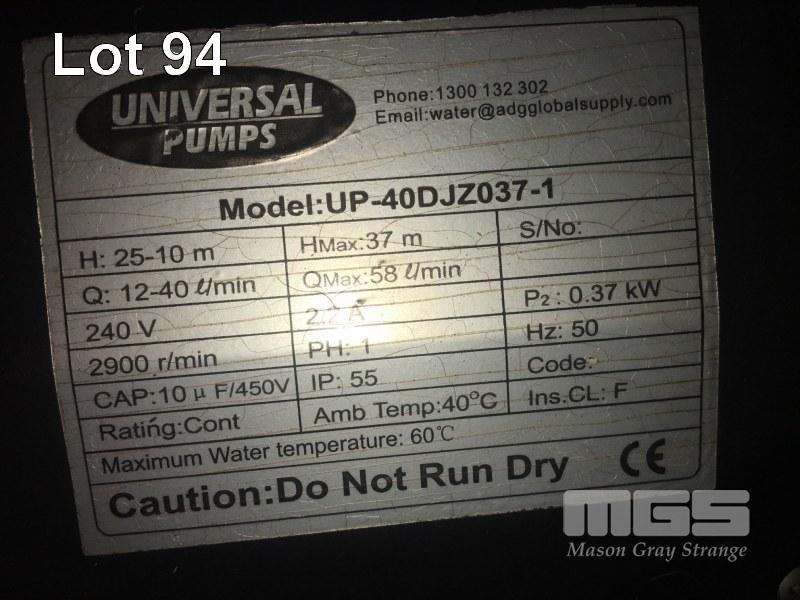 Lot 94
UNIVERSAL
PUMPS
Phone:1300 132 302
Email:water@adgglobalsupply.com
Model:UP-40DJZ037-1
H: 25-10 m HMax:37 m S/No:
Q: 12-40 ℓ/min QMax:58 ℓ/min
240 V 2.2 A P2 : 0.37 kW
2900 r/min PH: 1 Hz: 50
CAP:10 μ F/450V IP: 55 Code:
Rating:Cont Amb Temp:40°C Ins.CL: F
Maximum Water temperature: 60℃
Caution:Do Not Run Dry CE
MGS
Mason Gray Strange